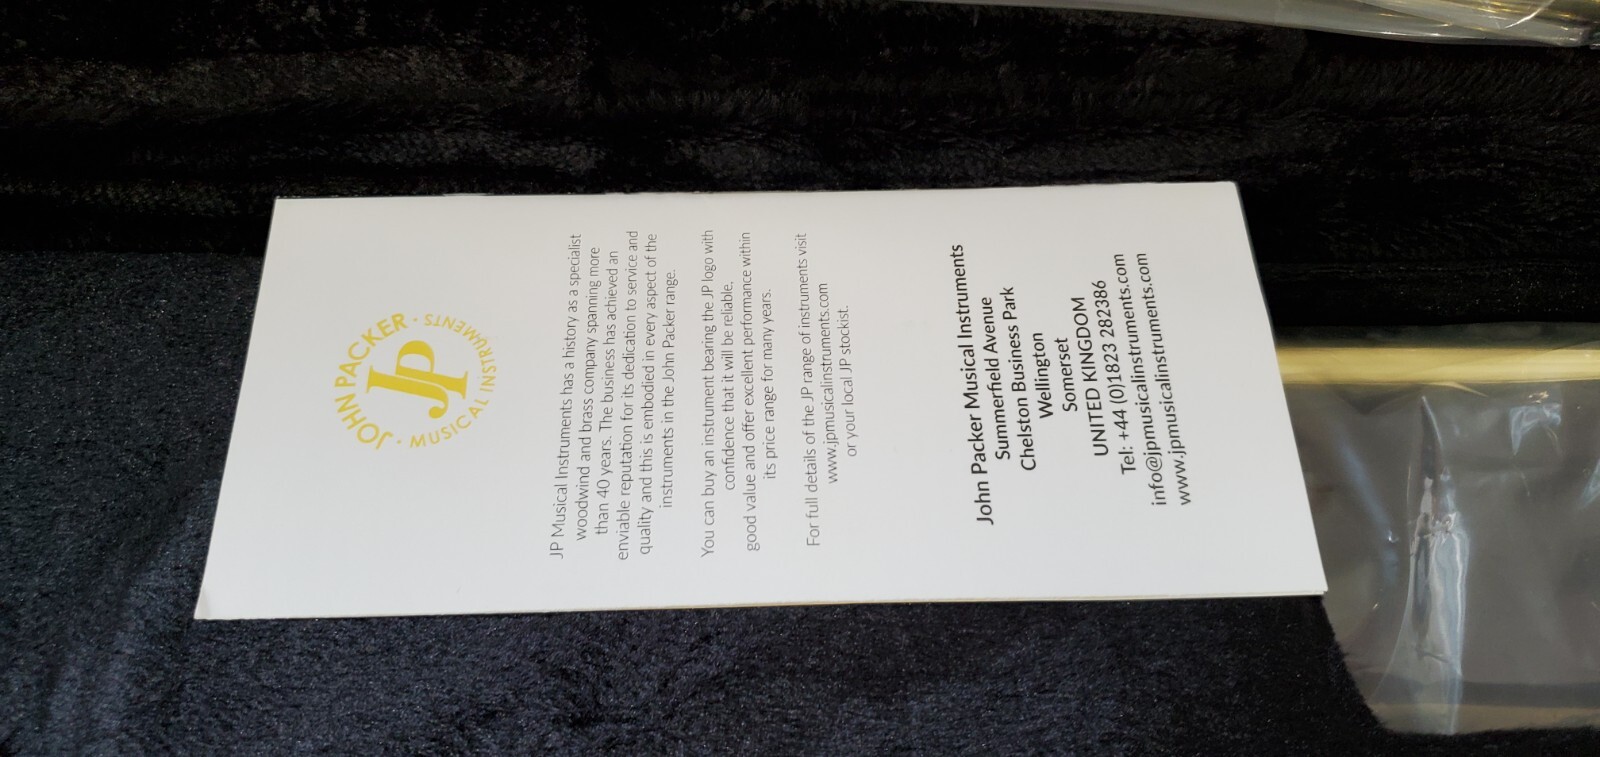 JOHN PACKER
JP
· MUSICAL INSTRUMENTS ·
JP Musical Instruments has a history as a specialist
woodwind and brass company spanning more
than 40 years. The business has achieved an
enviable reputation for its dedication to service and
quality and this is embodied in every aspect of the
instruments in the John Packer range.
You can buy an instrument bearing the JP logo with
confidence that it will be reliable,
good value and offer excellent performance within
its price range for many years.
For full details of the JP range of instruments visit
www.jpmusicalinstruments.com
or your local JP stockist.
John Packer Musical Instruments
Summerfield Avenue
Chelston Business Park
Wellington
Somerset
UNITED KINGDOM
Tel: +44 (0)1823 282386
info@jpmusicalinstruments.com
www.jpmusicalinstruments.com